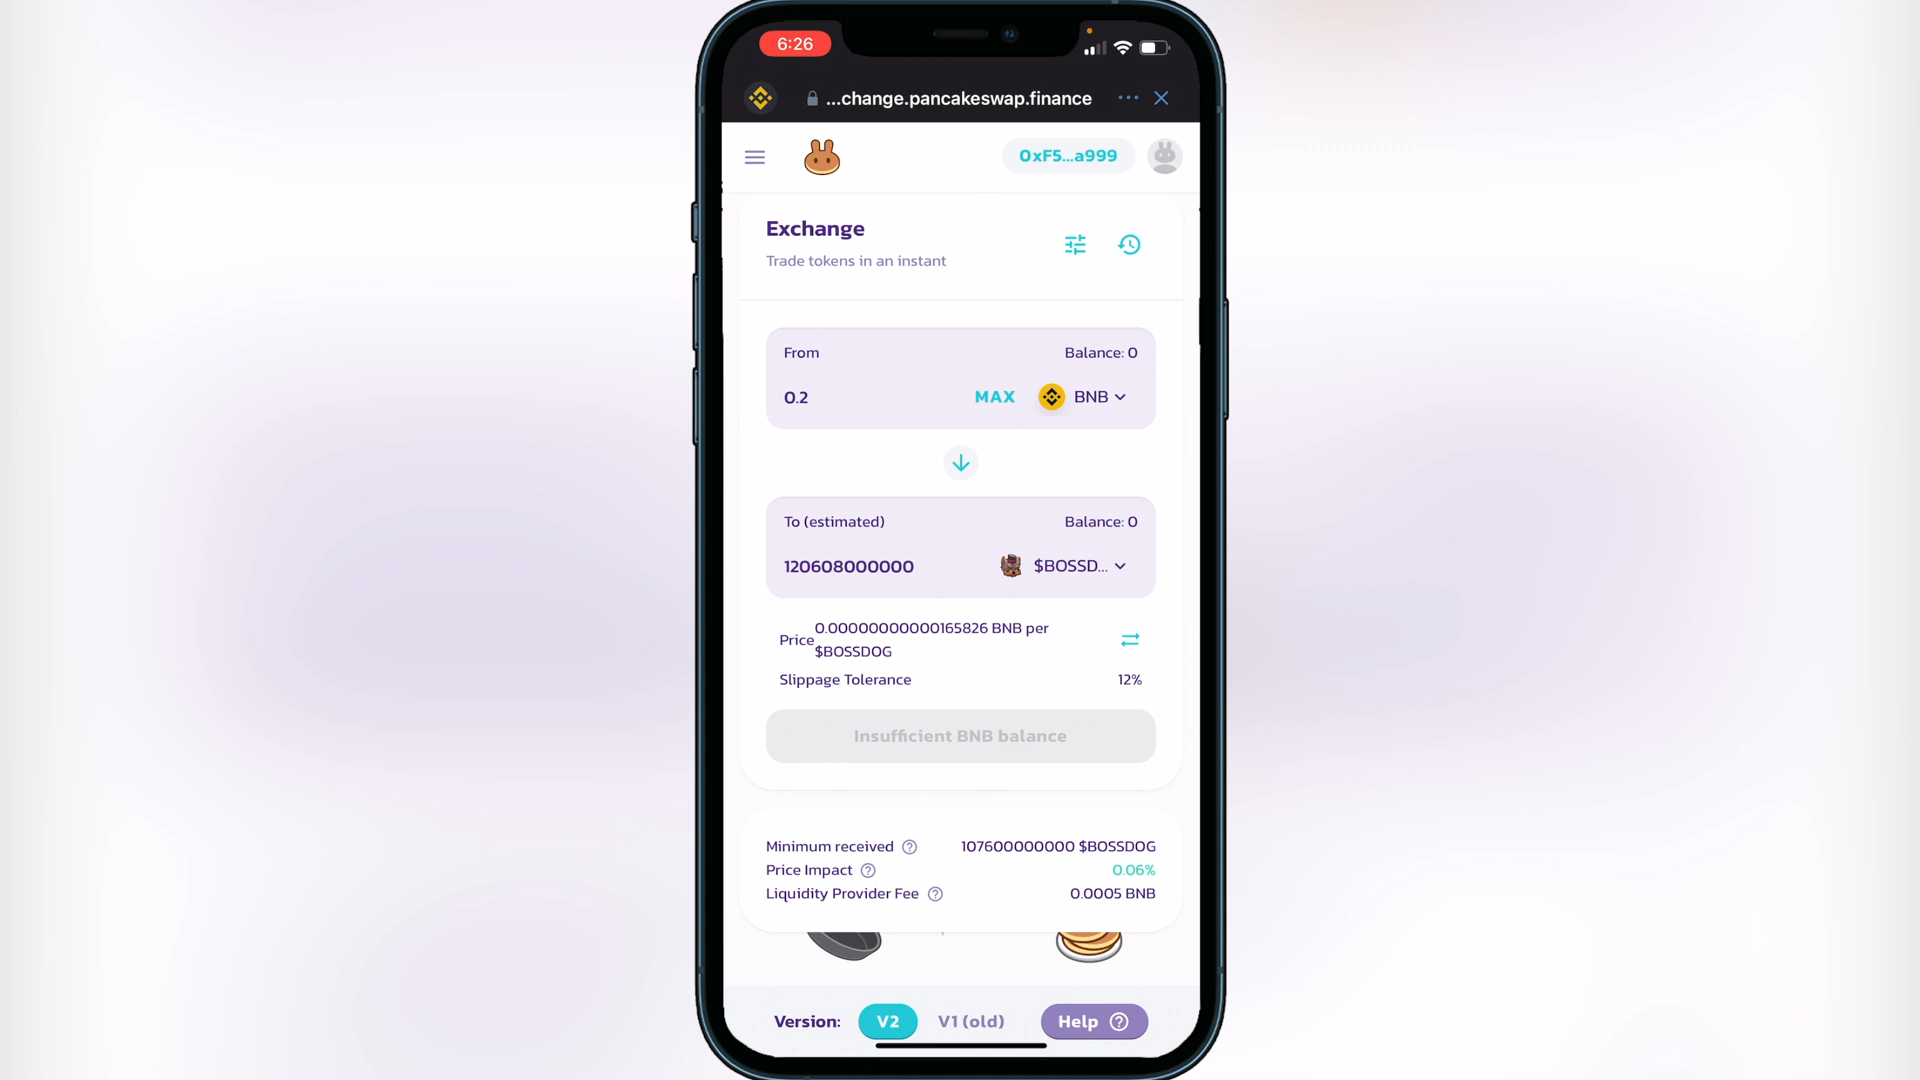 6:26
...change.pancakeswap.finance
0xF5...a999
Exchange
Trade tokens in an instant
From
Balance: 0
0.2
MAX
BNB
To (estimated)
Balance: 0
120608000000
$BOSSD...
Price
0.00000000000165826 BNB per
$BOSSDOG
Slippage Tolerance
12%
Insufficient BNB balance
Minimum received
107600000000 $BOSSDOG
Price Impact
0.06%
Liquidity Provider Fee
0.0005 BNB
Version:
V2
V1 (old)
Help